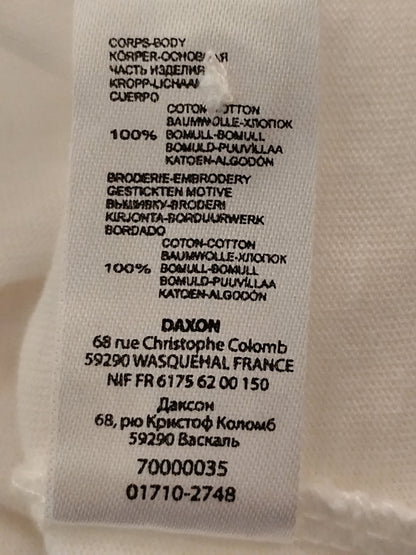 CORPS-BODY
KÖRPER-ОСНОВНАЯ
ЧАСТЬ ИЗДЕЛИЯ
KROPP-LICHAAM
CUERPO
COTON-COTTON
BAUMWOLLE-ХЛОПОК
100% BOMULL-BOMULL
BOMULD-PUUVILLAA
KATOEN-ALGODÓN
BRODERIE-EMBRODERY
GESTICKTEN MOTIVE
ВЫШИВКУ-BRODERI
KIRJONTA-BORDUURWERK
BORDADO
COTON-COTTON
BAUMWOLLE-ХЛОПОК
100% BOMULL-BOMULL
BOMULD-PUUVILLAA
KATOEN-ALGODÓN
DAXON
68 rue Christophe Colomb
59290 WASQUEHAL FRANCE
NIF FR 6175 62 00 150
Даксон
68, рю Кристоф Коломб
59290 Васкаль
70000035
01710-2748